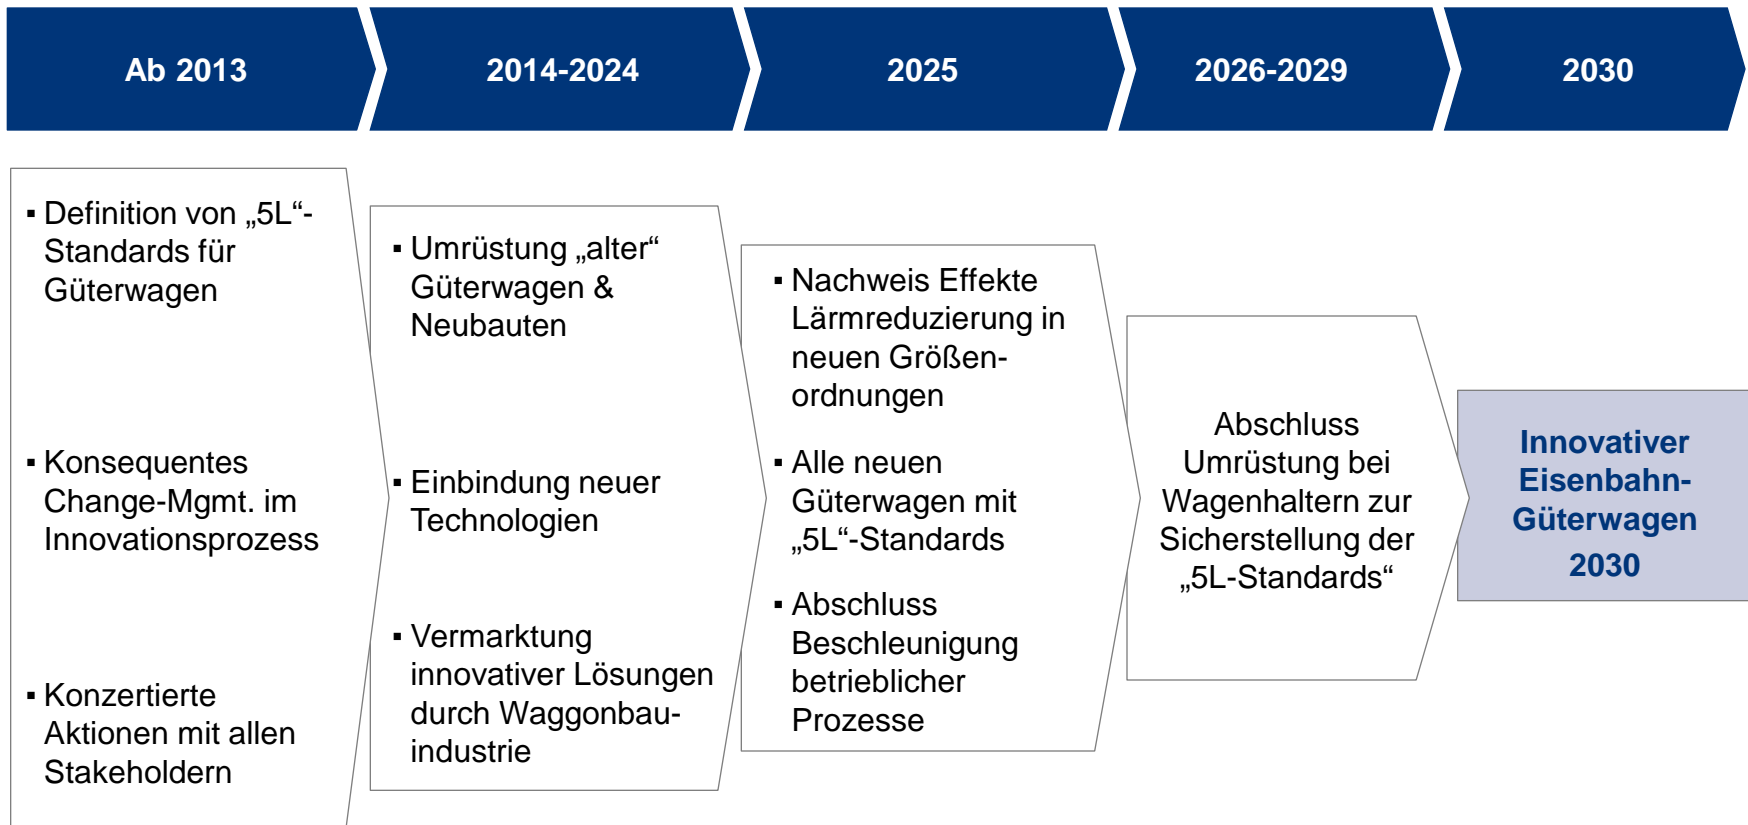 Ab 2013
2014-2024
2025
2026-2029
2030
▪ Definition von „5L“-
Standards für
Güterwagen
▪ Konsequentes
Change-Mgmt. im
Innovationsprozess
▪ Konzertierte
Aktionen mit allen
Stakeholdern
▪ Umrüstung „alter“
Güterwagen &
Neubauten
▪ Einbindung neuer
Technologien
▪ Vermarktung
innovativer Lösungen
durch Waggonbau-
industrie
▪ Nachweis Effekte
Lärmreduzierung in
neuen Größen-
ordnungen
▪ Alle neuen
Güterwagen mit
„5L“-Standards
▪ Abschluss
Beschleunigung
betrieblicher
Prozesse
Abschluss
Umrüstung bei
Wagenhaltern zur
Sicherstellung der
„5L-Standards“
Innovativer
Eisenbahn-
Güterwagen
2030